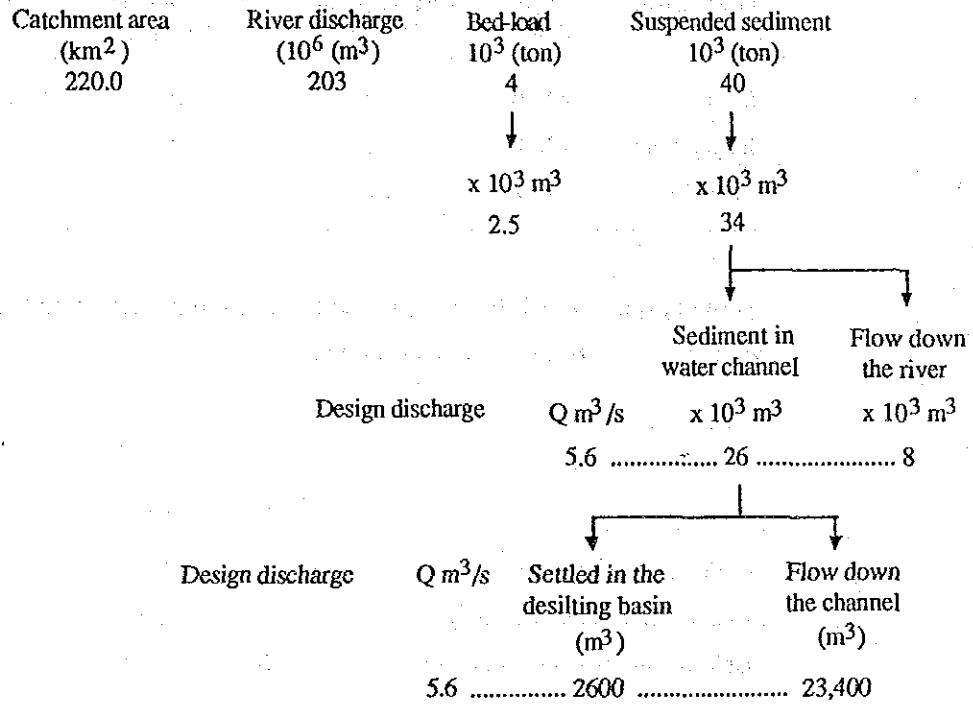 Catchment area River discharge Bed-load Suspended sediment
(km²) (10⁶ (m³) 10³ (ton) 10³ (ton)
220.0 203 4 40
x 10³ m³ x 10³ m³
2.5 34
Sediment in Flow down
water channel the river
Design discharge Q m³/s x 10³ m³ x 10³ m³
5.6 ................ 26 ...................... 8
Design discharge Q m³/s Settled in the Flow down
desilting basin the channel
(m³) (m³)
5.6 .............. 2600 ........................ 23,400